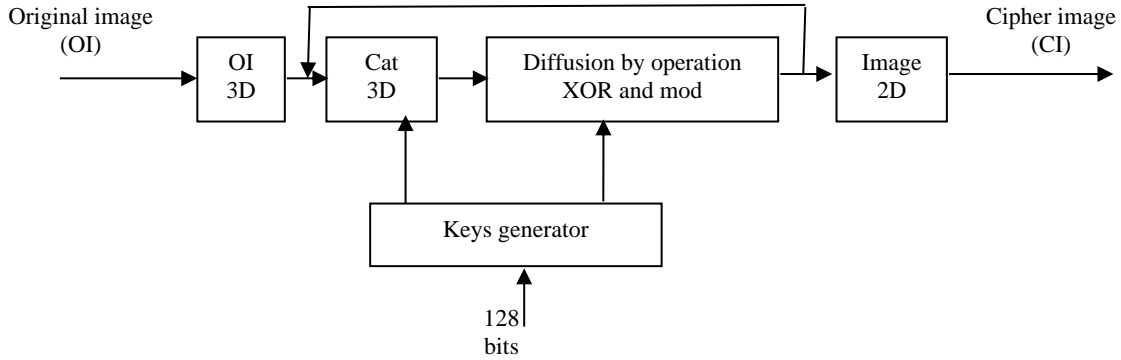 Original image
(OI)
Cipher image
(CI)
OI
3D
Cat
3D
Diffusion by operation
XOR and mod
Image
2D
Keys generator
128
bits